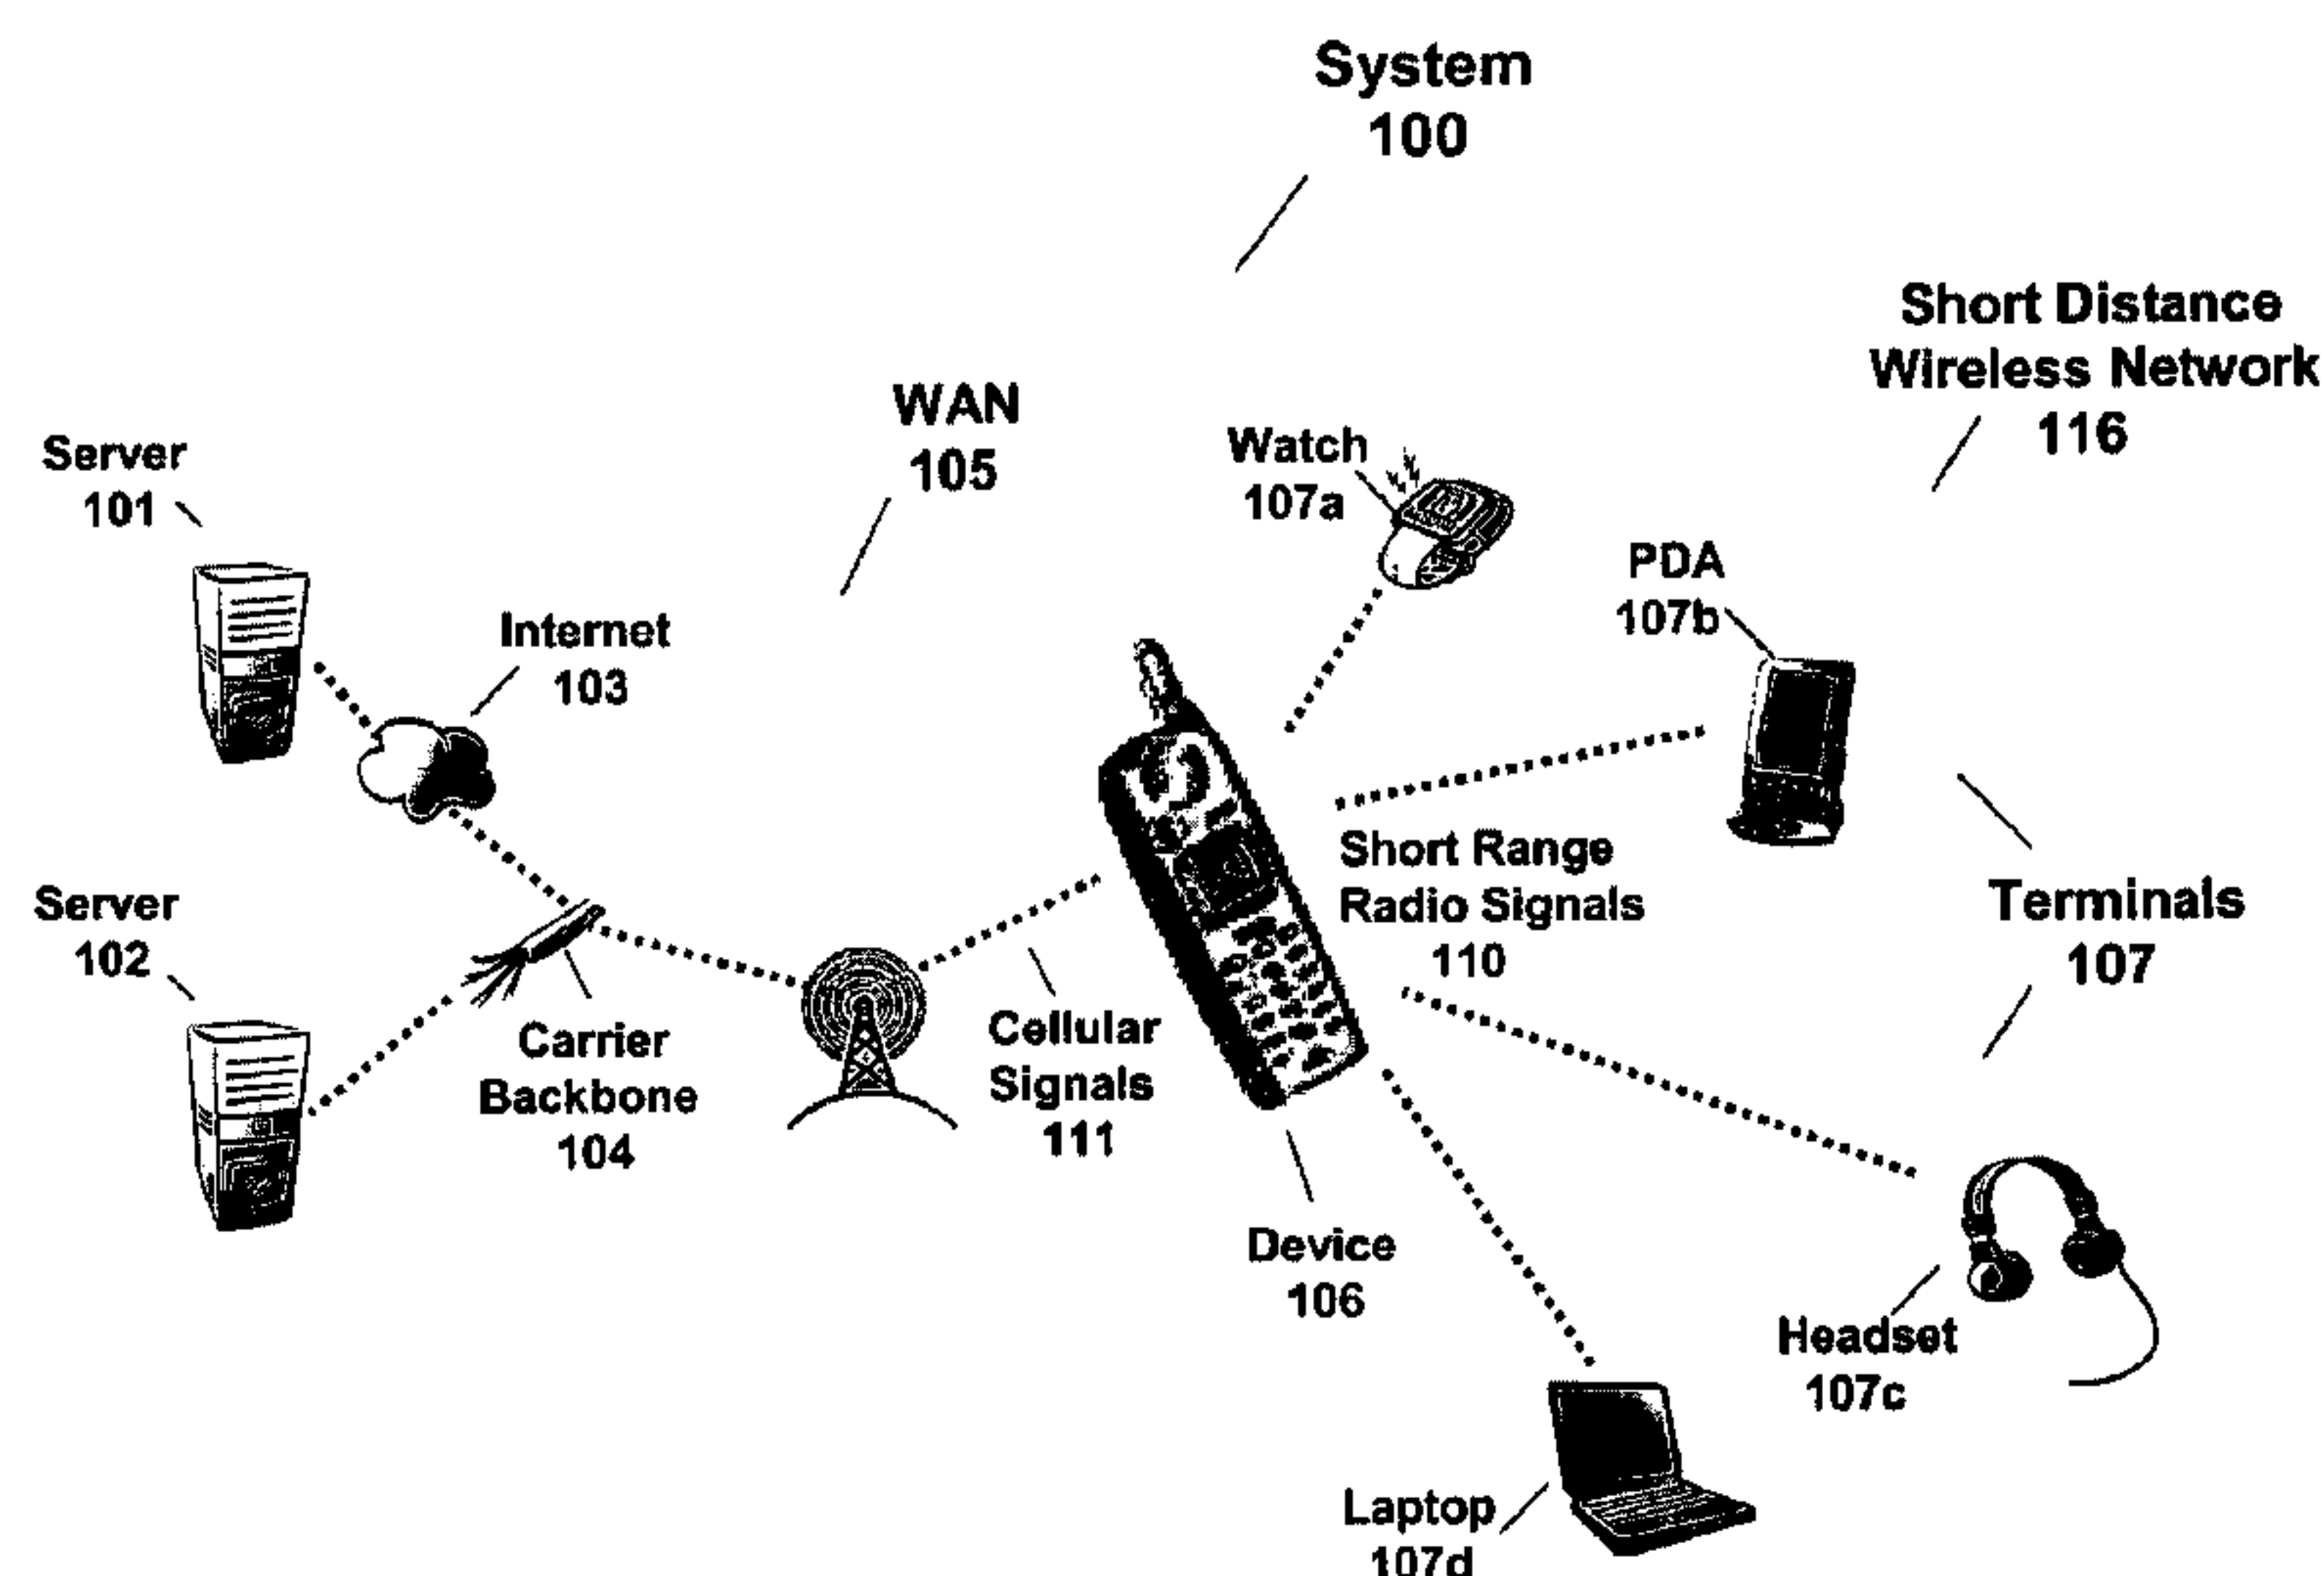 System
100
Short Distance
Wireless Network
116
WAN
105
Server
101
Watch
107a
PDA
107b
Internet
103
Short Range
Radio Signals
110
Terminals
107
Server
102
Carrier
Backbone
104
Cellular
Signals
111
Device
106
Headset
107c
Laptop
107d